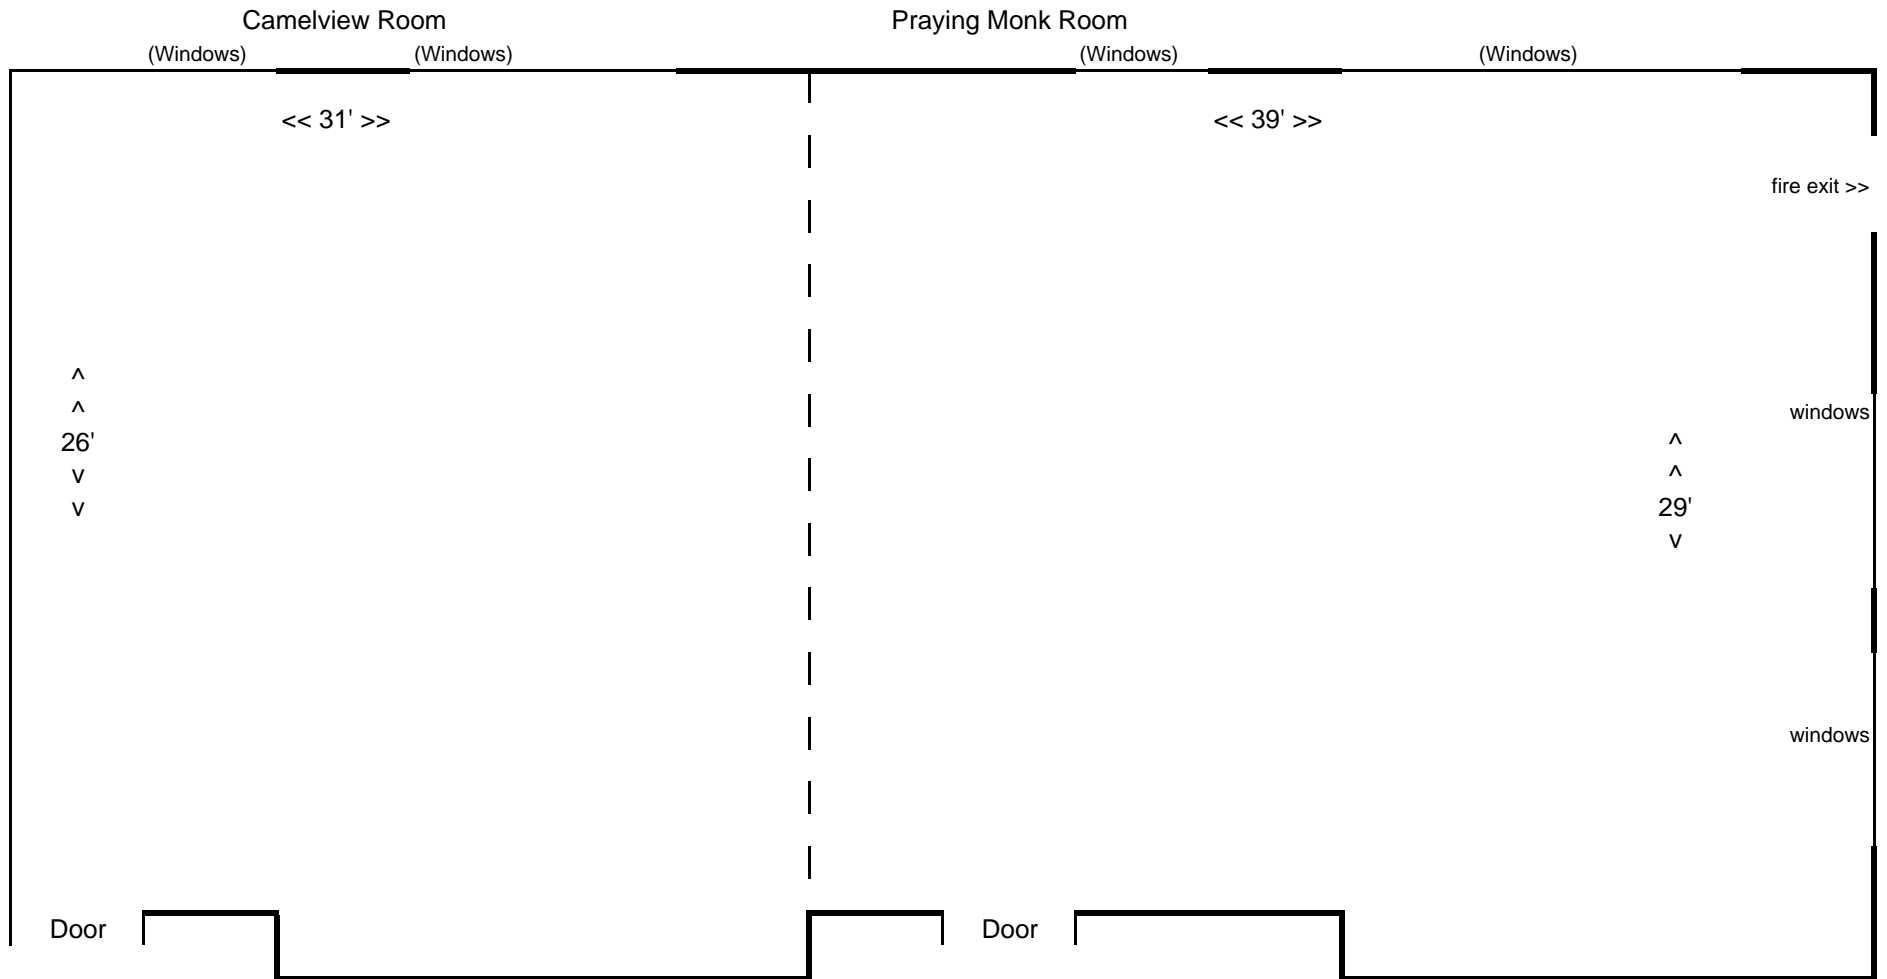 Camelview Room Praying Monk Room
(Windows) (Windows) (Windows) (Windows)
<< 31' >> << 39' >>
fire exit >>
^
^ windows
26' ^
v ^
v 29'
v
windows
Door Door